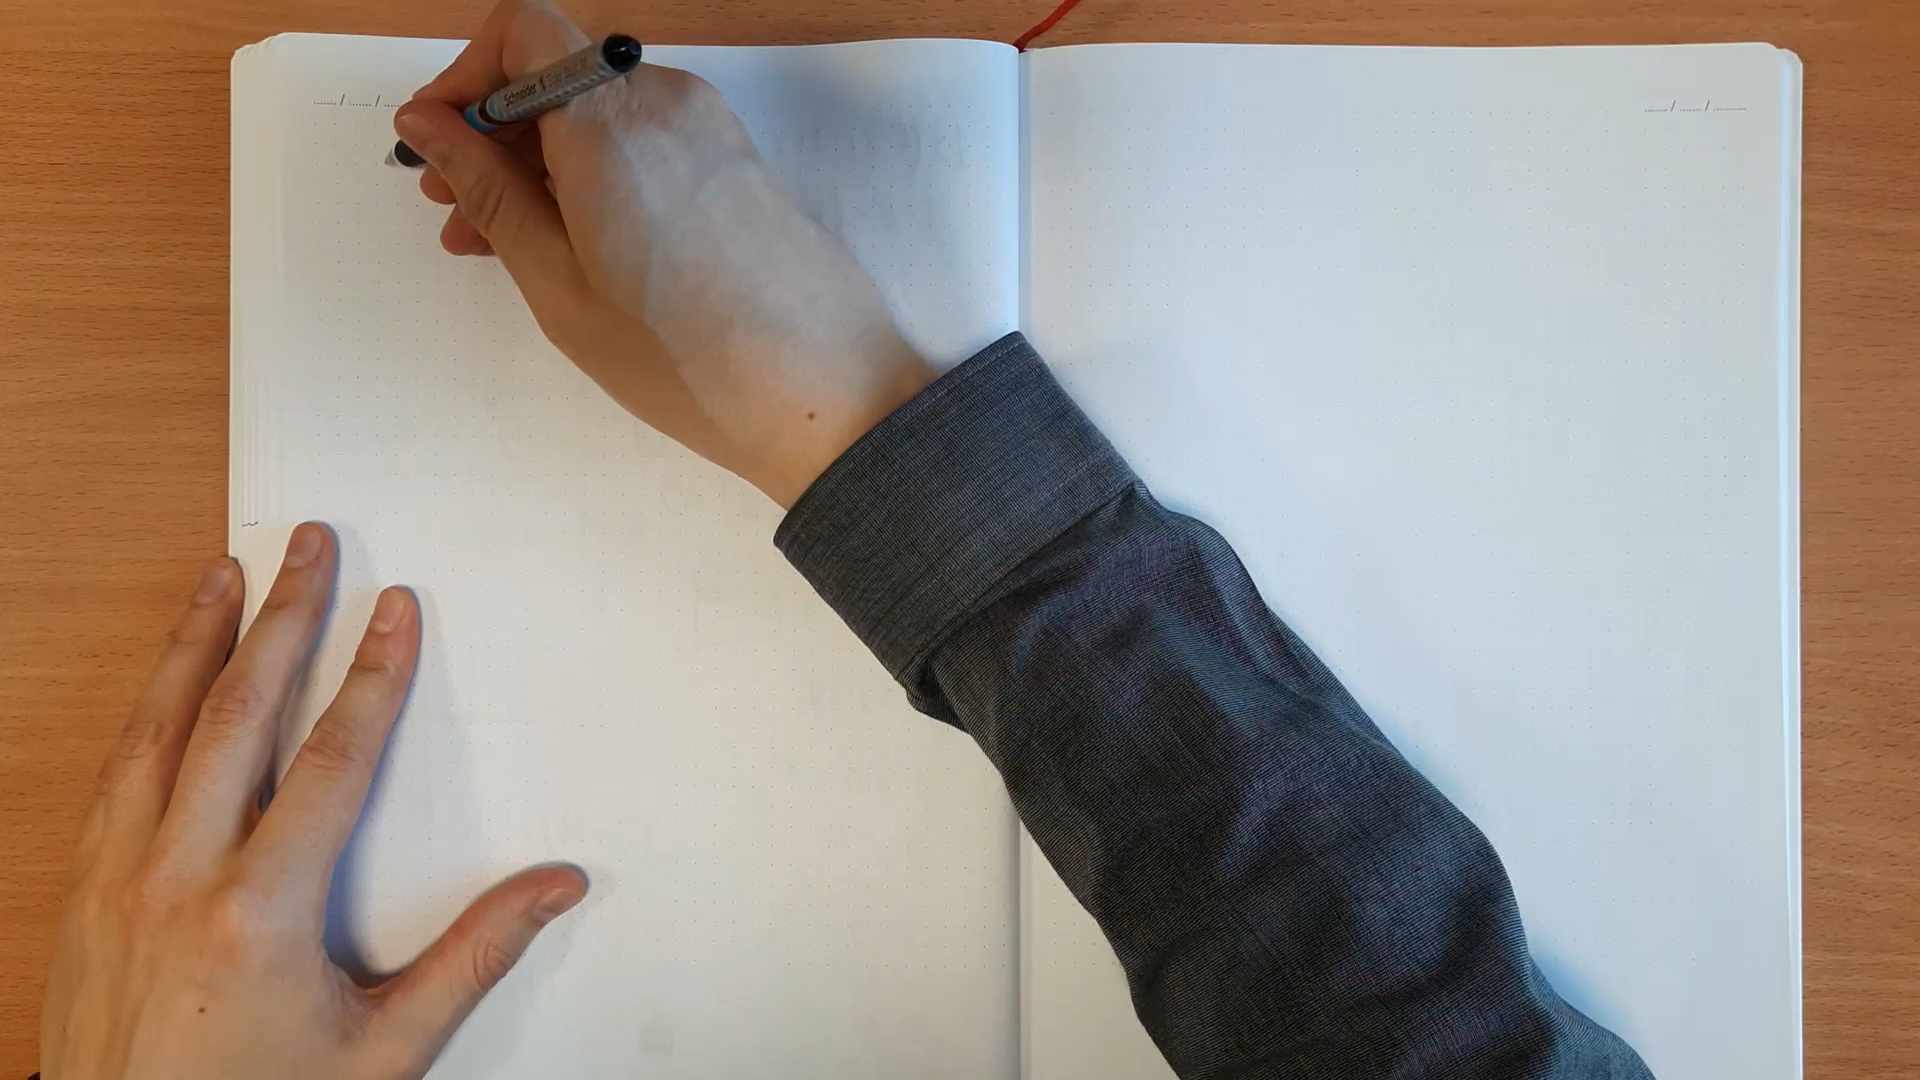 ...... / ...... / ......
Schneider
...... / ...... / .........